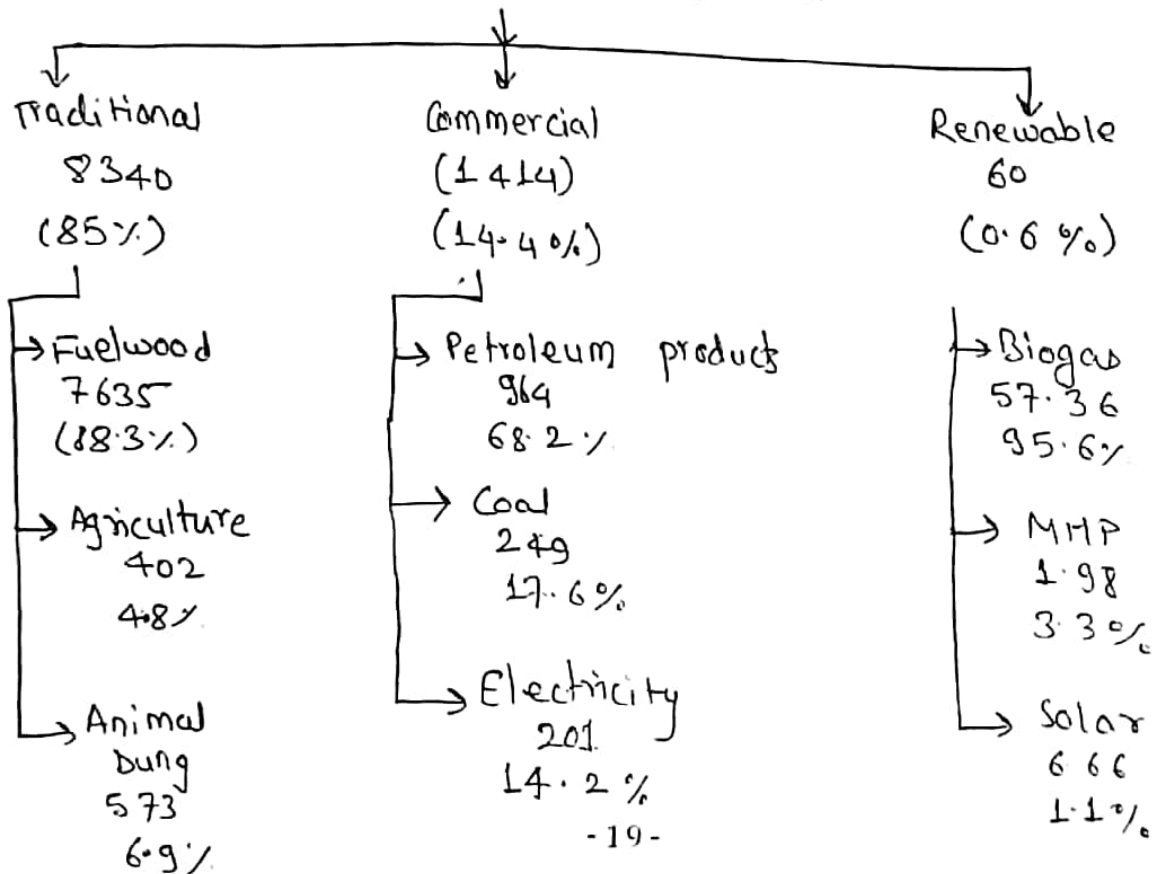 Traditional
8340
(85%)
Fuelwood
7635
(88.3%)
Agriculture
402
4.8%
Animal
Dung
573
6.9%
Commercial
(1414)
(14.4%)
Petroleum products
964
68.2%
Coal
249
17.6%
Electricity
201
14.2%
Renewable
60
(0.6%)
Biogas
57.36
95.6%
MHP
1.98
3.3%
Solar
6 66
1.1%
-19-